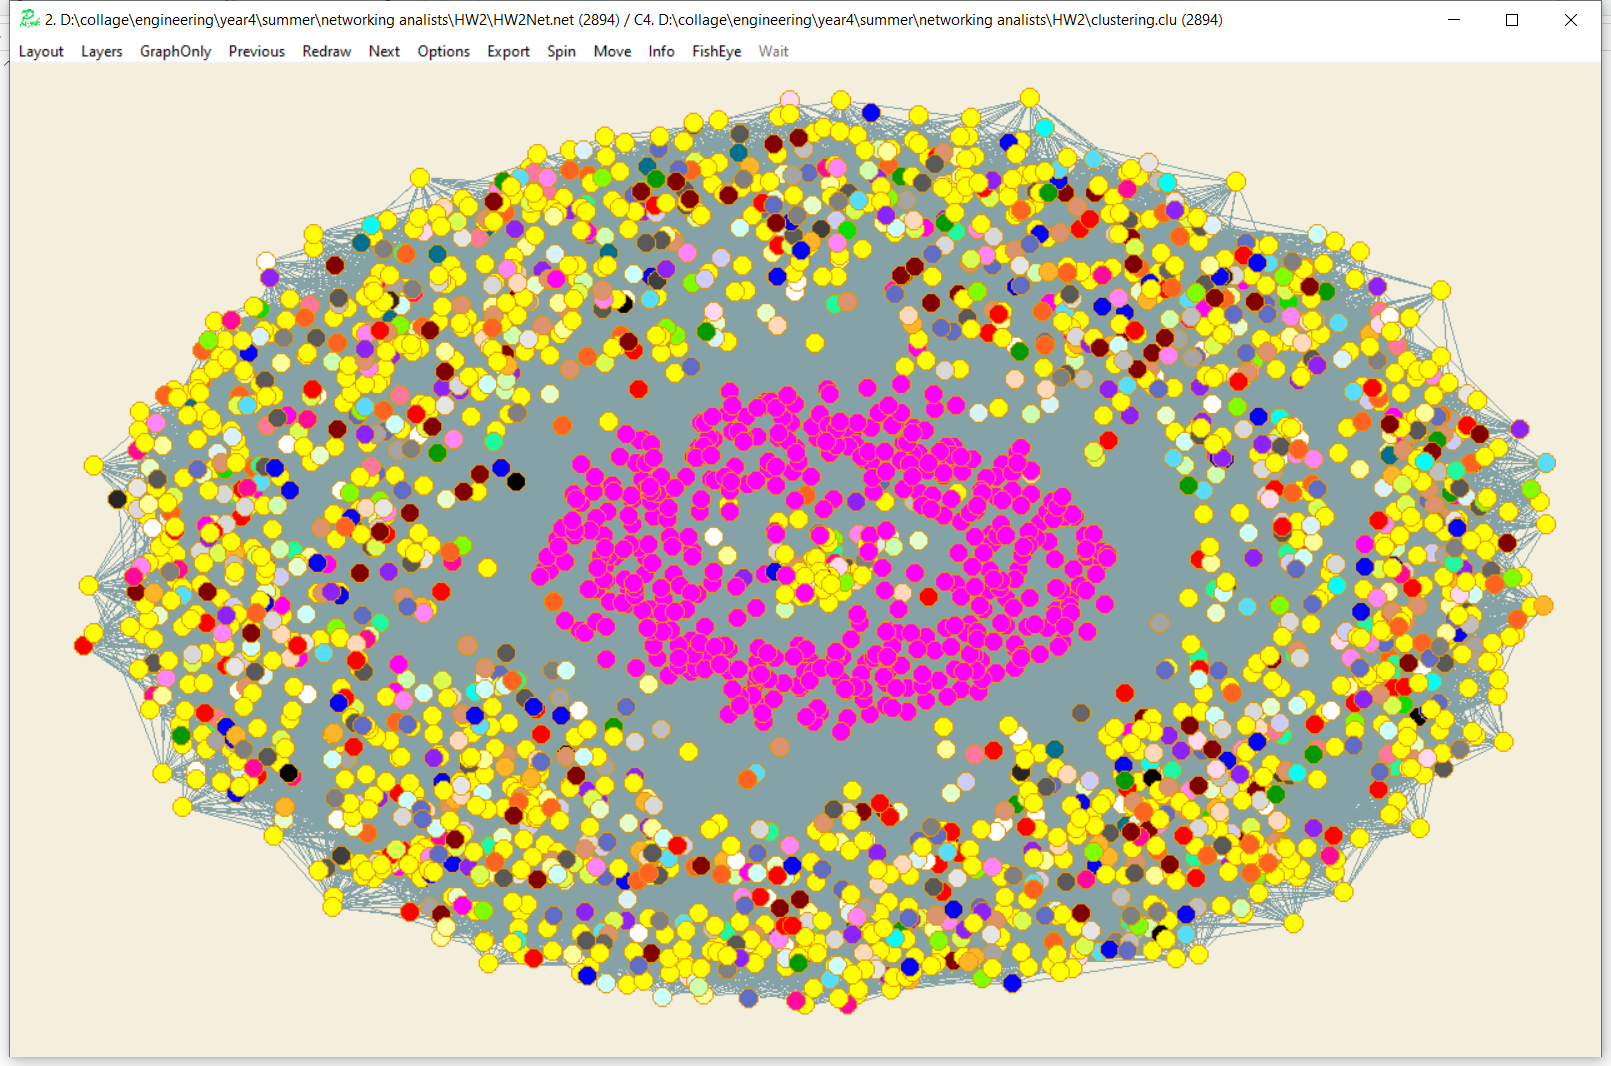 2. D:\collage\engineering\year4\summer\networking analists\HW2\HW2Net.net (2894) / C4. D:\collage\engineering\year4\summer\networking analists\HW2\clustering.clu (2894)
Layout Layers GraphOnly Previous Redraw Next Options Export Spin Move Info FishEye Wait